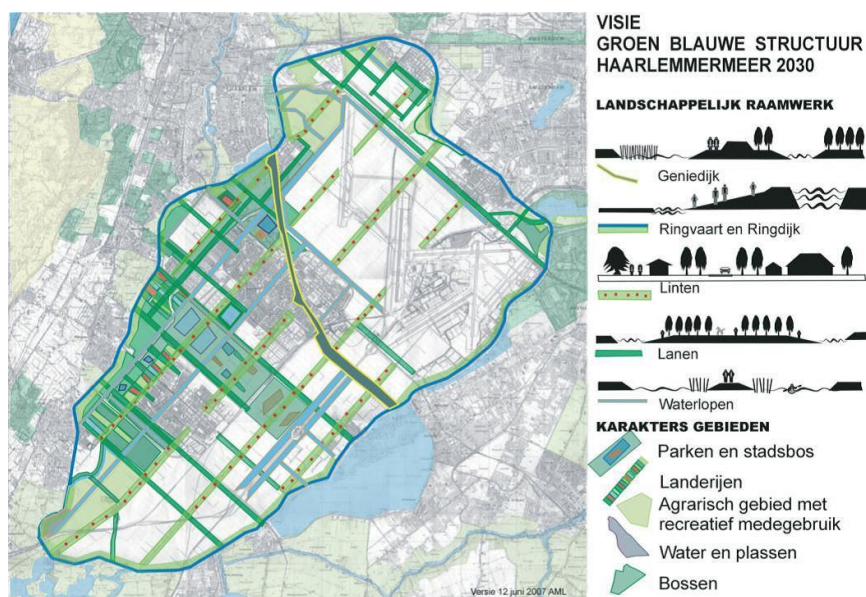 VISIE
GROEN BLAUWE STRUCTUUR
HAARLEMMERMEER 2030
LANDSCHAPPELIJK RAAMWERK
Geniedijk
Ringvaart en Ringdijk
Linten
Lanen
Waterlopen
KARAKTERS GEBIEDEN
Parken en stadsbos
Landerijen
Agrarisch gebied met
recreatief medegebruik
Water en plassen
Bossen
Versie 12 juni 2007 AML